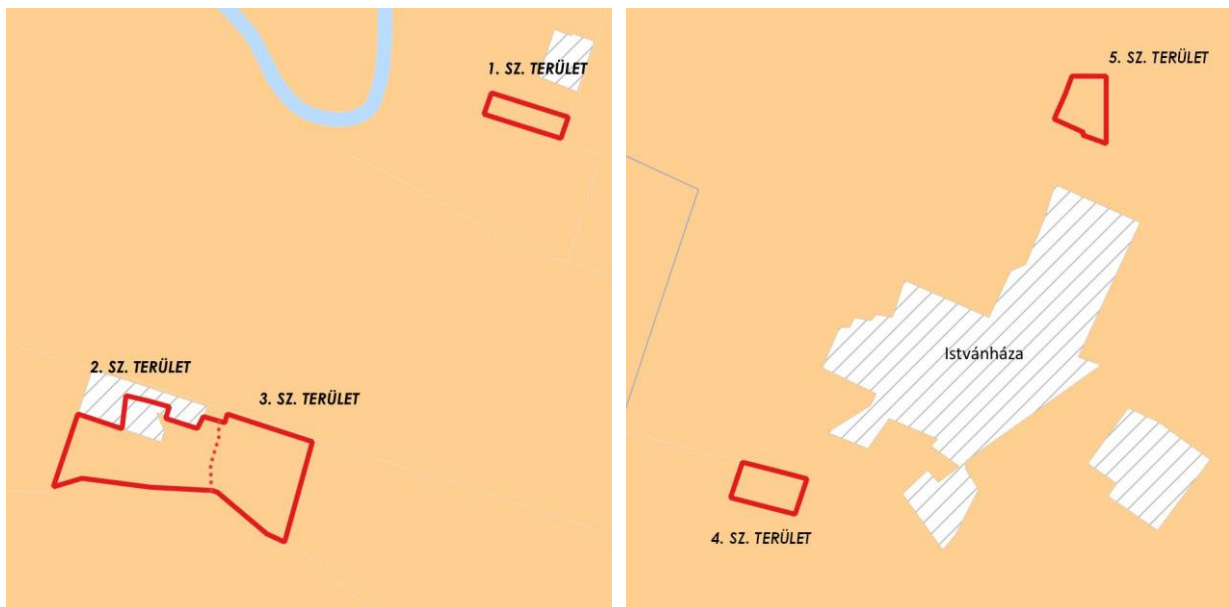 1. SZ. TERÜLET
2. SZ. TERÜLET
3. SZ. TERÜLET
5. SZ. TERÜLET
Istvánháza
4. SZ. TERÜLET